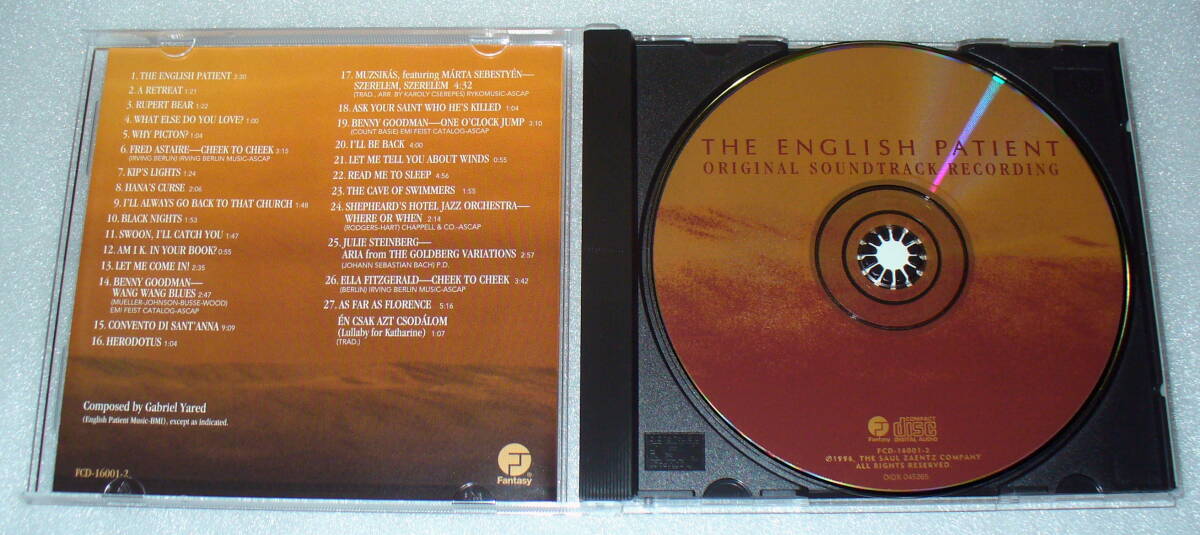 1. THE ENGLISH PATIENT 3:30
2. A RETREAT 1:21
3. RUPERT BEAR 1:22
4. WHAT ELSE DO YOU LOVE? 1:00
5. WHY PICTON? 1:04
6. FRED ASTAIRE—CHEEK TO CHEEK 3:15
(IRVING BERLIN) IRVING BERLIN MUSIC-ASCAP
7. KIP'S LIGHTS 1:24
8. HANA'S CURSE 2:06
9. I'LL ALWAYS GO BACK TO THAT CHURCH 1:48
10. BLACK NIGHTS 1:53
11. SWOON, I'LL CATCH YOU 1:47
12. AM I K. IN YOUR BOOK? 0:55
13. LET ME COME IN! 2:35
14. BENNY GOODMAN—
WANG WANG BLUES 2:47
(MUELLER-JOHNSON-BUSSE-WOOD)
EMI FEIST CATALOG-ASCAP
15. CONVENTO DI SANT'ANNA 9:09
16. HERODOTUS 1:04
17. MUZSIKÁS, featuring MÁRTA SEBESTYÉN—
SZERELEM, SZERELEM 4:32
(TRAD., ARR. BY KAROLY CSEREPES) RYKOMUSIC-ASCAP
18. ASK YOUR SAINT WHO HE'S KILLED 1:04
19. BENNY GOODMAN—ONE O'CLOCK JUMP 3:10
(COUNT BASIE) EMI FEIST CATALOG-ASCAP
20. I'LL BE BACK 4:00
21. LET ME TELL YOU ABOUT WINDS 0:55
22. READ ME TO SLEEP 4:56
23. THE CAVE OF SWIMMERS 1:55
24. SHEPHEARD'S HOTEL JAZZ ORCHESTRA—
WHERE OR WHEN 2:14
(RODGERS-HART) CHAPPELL & CO.-ASCAP
25. JULIE STEINBERG—
ARIA from THE GOLDBERG VARIATIONS 2:57
(JOHANN SEBASTIAN BACH) P.D.
26. ELLA FITZGERALD—CHEEK TO CHEEK 3:42
(BERLIN) IRVING BERLIN MUSIC-ASCAP
27. AS FAR AS FLORENCE 5:16
ÉN CSAK AZT CSODÁLOM
(Lullaby for Katharine) 1:07
(TRAD.)
Composed by Gabriel Yared
(English Patient Music-BMI), except as indicated.
FCD-16001-2
Fantasy
THE ENGLISH PATIENT
ORIGINAL SOUNDTRACK RECORDING
Fantasy
COMPACT
disc
DIGITAL AUDIO
FCD-16001-2
℗1996, THE SAUL ZAENTZ COMPANY
ALL RIGHTS RESERVED.